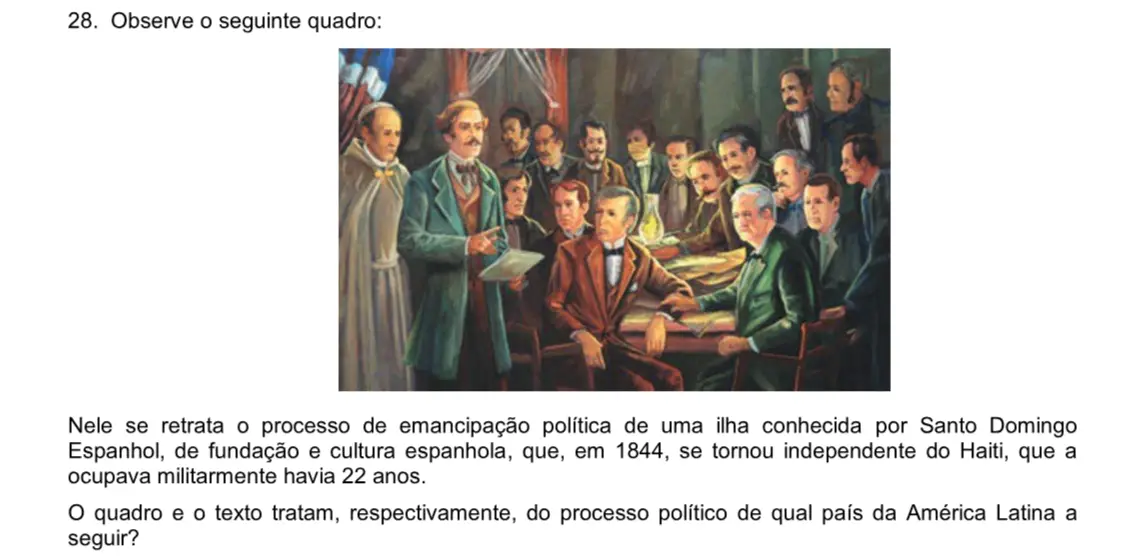 28. Observe o seguinte quadro:
Nele se retrata o processo de emancipação política de uma ilha conhecida por Santo Domingo
Espanhol, de fundação e cultura espanhola, que, em 1844, se tornou independente do Haiti, que a
ocupava militarmente havia 22 anos.
O quadro e o texto tratam, respectivamente, do processo político de qual país da América Latina a
seguir?